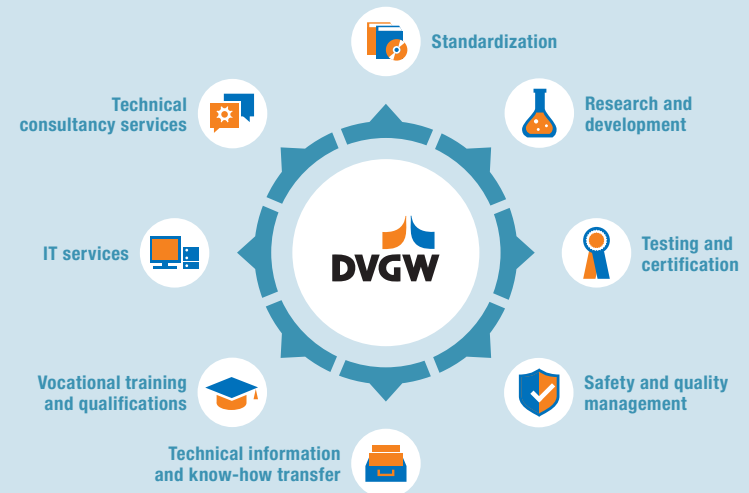 Standardization
Research and
development
Testing and
certification
Safety and quality
management
Technical information
and know-how transfer
Vocational training
and qualifications
IT services
Technical
consultancy services
DVGW